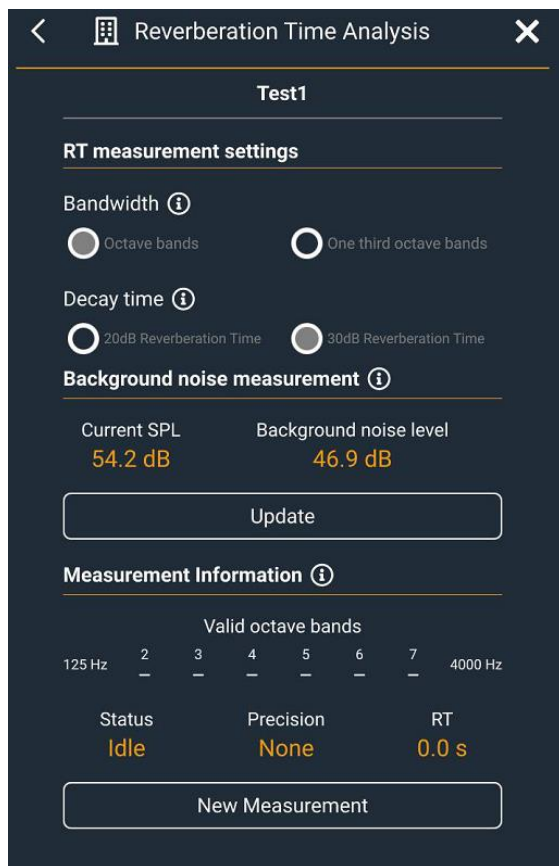 Reverberation Time Analysis
Test1
RT measurement settings
Bandwidth
Octave bands One third octave bands
Decay time
20dB Reverberation Time 30dB Reverberation Time
Background noise measurement
Current SPL Background noise level
54.2 dB 46.9 dB
Update
Measurement Information
Valid octave bands
125 Hz 2 3 4 5 6 7 4000 Hz
Status Precision RT
Idle None 0.0 s
New Measurement